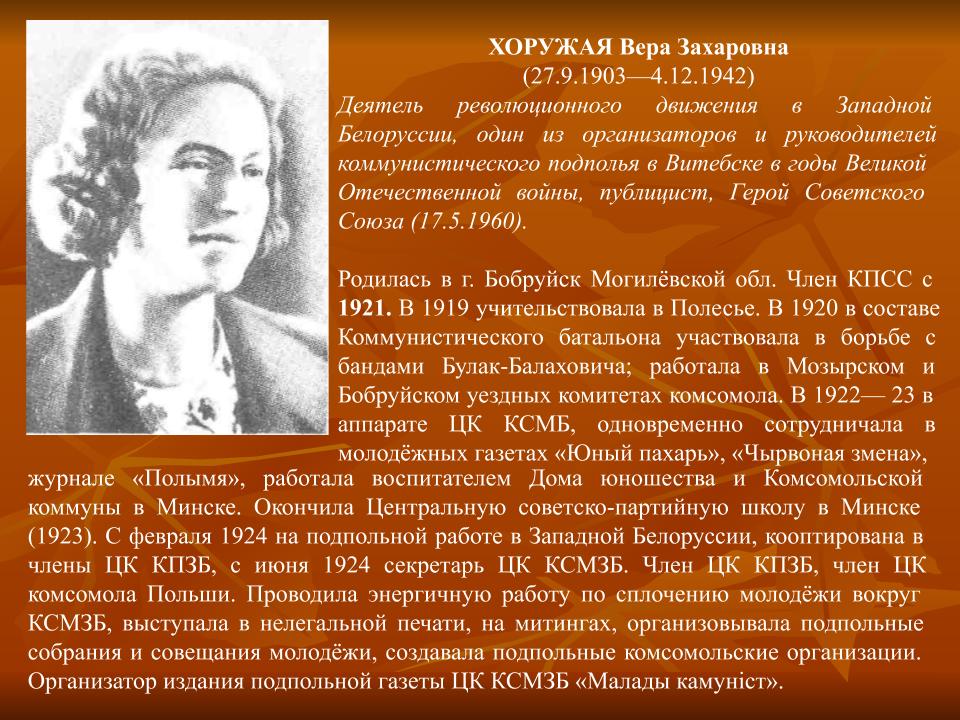 ХОРУЖАЯ Вера Захаровна
(27.9.1903—4.12.1942)
Деятель революционного движения в Западной
Белоруссии, один из организаторов и руководителей
коммунистического подполья в Витебске в годы Великой
Отечественной войны, публицист, Герой Советского
Союза (17.5.1960).
Родилась в г. Бобруйск Могилёвской обл. Член КПСС с
1921. В 1919 учительствовала в Полесье. В 1920 в составе
Коммунистического батальона участвовала в борьбе с
бандами Булак-Балаховича; работала в Мозырском и
Бобруйском уездных комитетах комсомола. В 1922— 23 в
аппарате ЦК КСМБ, одновременно сотрудничала в
молодёжных газетах «Юный пахарь», «Чырвоная змена»,
журнале «Полымя», работала воспитателем Дома юношества и Комсомольской
коммуны в Минске. Окончила Центральную советско-партийную школу в Минске
(1923). С февраля 1924 на подпольной работе в Западной Белоруссии, кооптирована в
члены ЦК КПЗБ, с июня 1924 секретарь ЦК КСМЗБ. Член ЦК КПЗБ, член ЦК
комсомола Польши. Проводила энергичную работу по сплочению молодёжи вокруг
КСМЗБ, выступала в нелегальной печати, на митингах, организовывала подпольные
собрания и совещания молодёжи, создавала подпольные комсомольские организации.
Организатор издания подпольной газеты ЦК КСМЗБ «Малады камунiст».